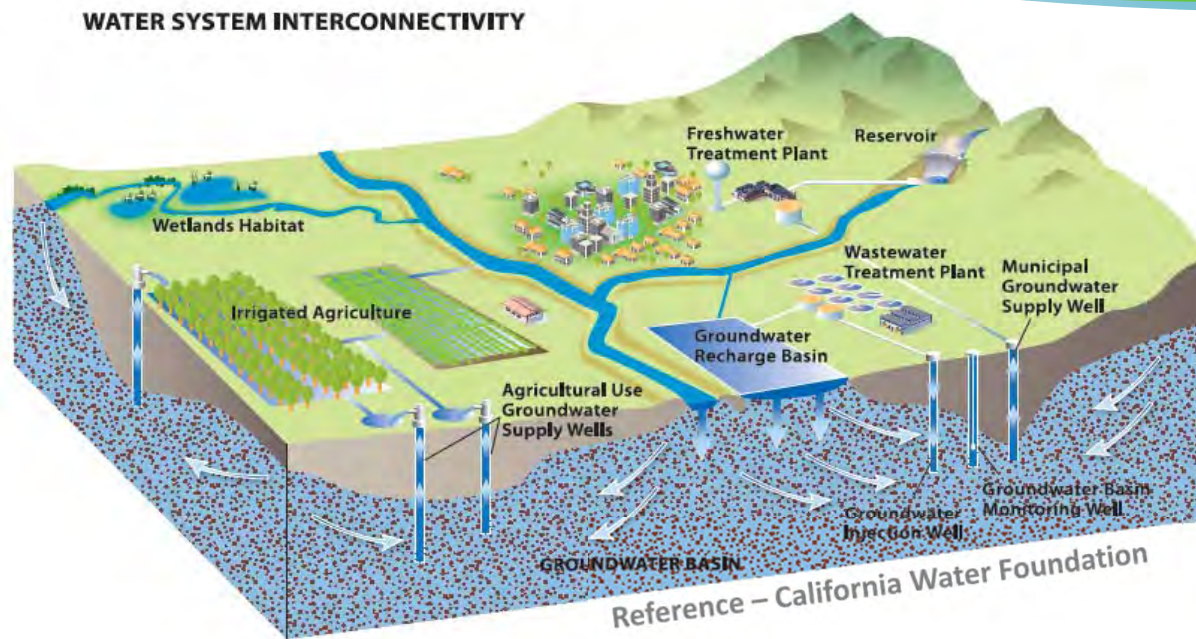 WATER SYSTEM INTERCONNECTIVITY
Freshwater
Treatment Plant
Reservoir
Wetlands Habitat
Wastewater
Treatment Plant
Municipal
Groundwater
Supply Well
Irrigated Agriculture
Groundwater
Recharge Basin
Agricultural Use
Groundwater
Supply Wells
Groundwater
Injection Well
Groundwater Basin
Monitoring Well
GROUNDWATER BASIN
Reference – California Water Foundation